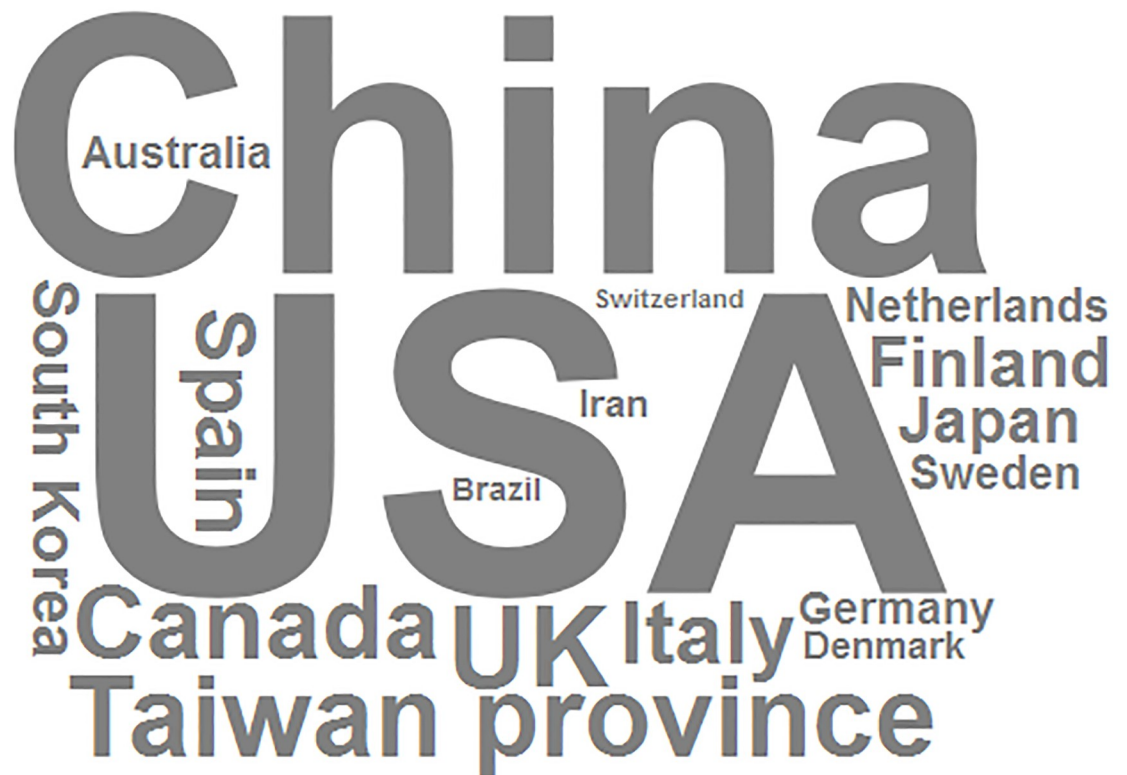 China
Australia
South Korea
USA
Spain
Switzerland
Iran
Brazil
Netherlands
Finland
Japan
Sweden
Canada
UK
Italy
Germany
Denmark
Taiwan province